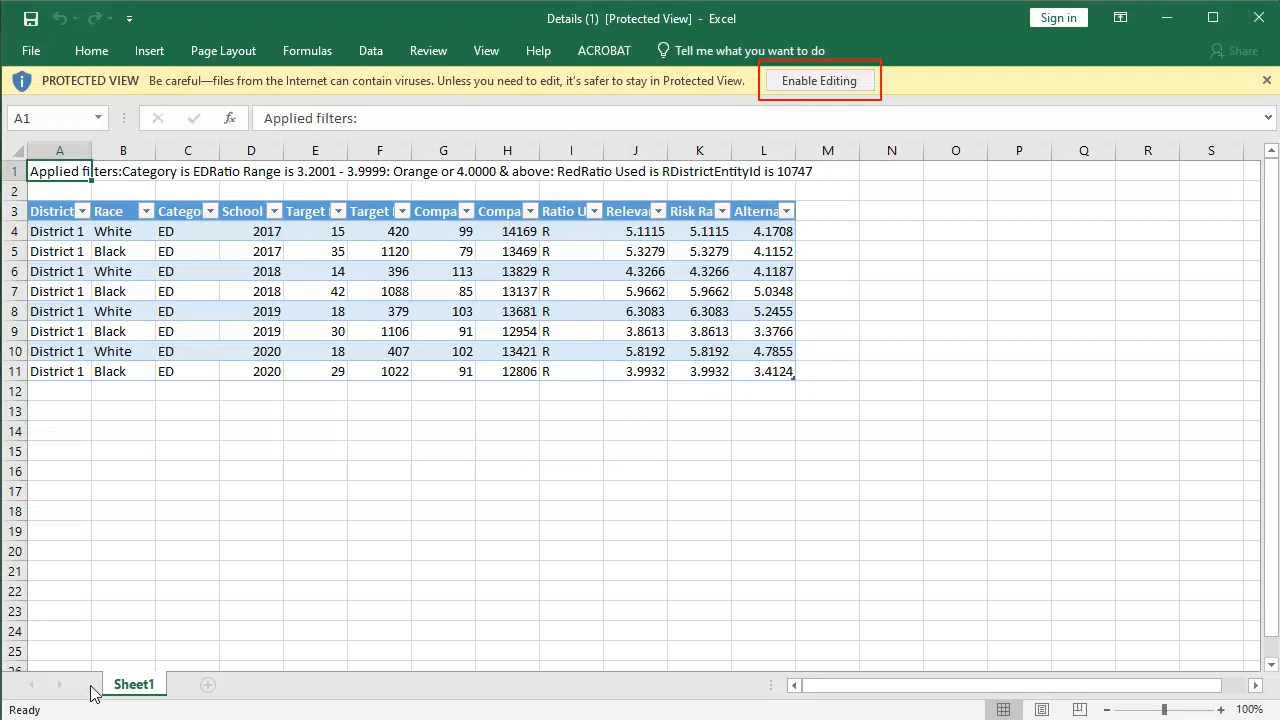 Details (1) [Protected View] - Excel
Sign in
File Home Insert Page Layout Formulas Data Review View Help ACROBAT Tell me what you want to do Share
PROTECTED VIEW Be careful—files from the Internet can contain viruses. Unless you need to edit, it's safer to stay in Protected View. Enable Editing
A1 fx Applied filters:
A B C D E F G H I J K L M N O P Q R S
1 Applied filters:Category is EDRatio Range is 3.2001 - 3.9999: Orange or 4.0000 & above: RedRatio Used is RDistrictEntityId is 10747
2
3 District Race Catego School Target Target Compa Compa Ratio U Releva Risk Ra Alterna
4 District 1 White ED 2017 15 420 99 14169 R 5.1115 5.1115 4.1708
5 District 1 Black ED 2017 35 1120 79 13469 R 5.3279 5.3279 4.1152
6 District 1 White ED 2018 14 396 113 13829 R 4.3266 4.3266 4.1187
7 District 1 Black ED 2018 42 1088 85 13137 R 5.9662 5.9662 5.0348
8 District 1 White ED 2019 18 379 103 13681 R 6.3083 6.3083 5.2455
9 District 1 Black ED 2019 30 1106 91 12954 R 3.8613 3.8613 3.3766
10 District 1 White ED 2020 18 407 102 13421 R 5.8192 5.8192 4.7855
11 District 1 Black ED 2020 29 1022 91 12806 R 3.9932 3.9932 3.4124
12
13
14
15
16
17
18
19
20
21
22
23
24
25
26
Sheet1
Ready 100%